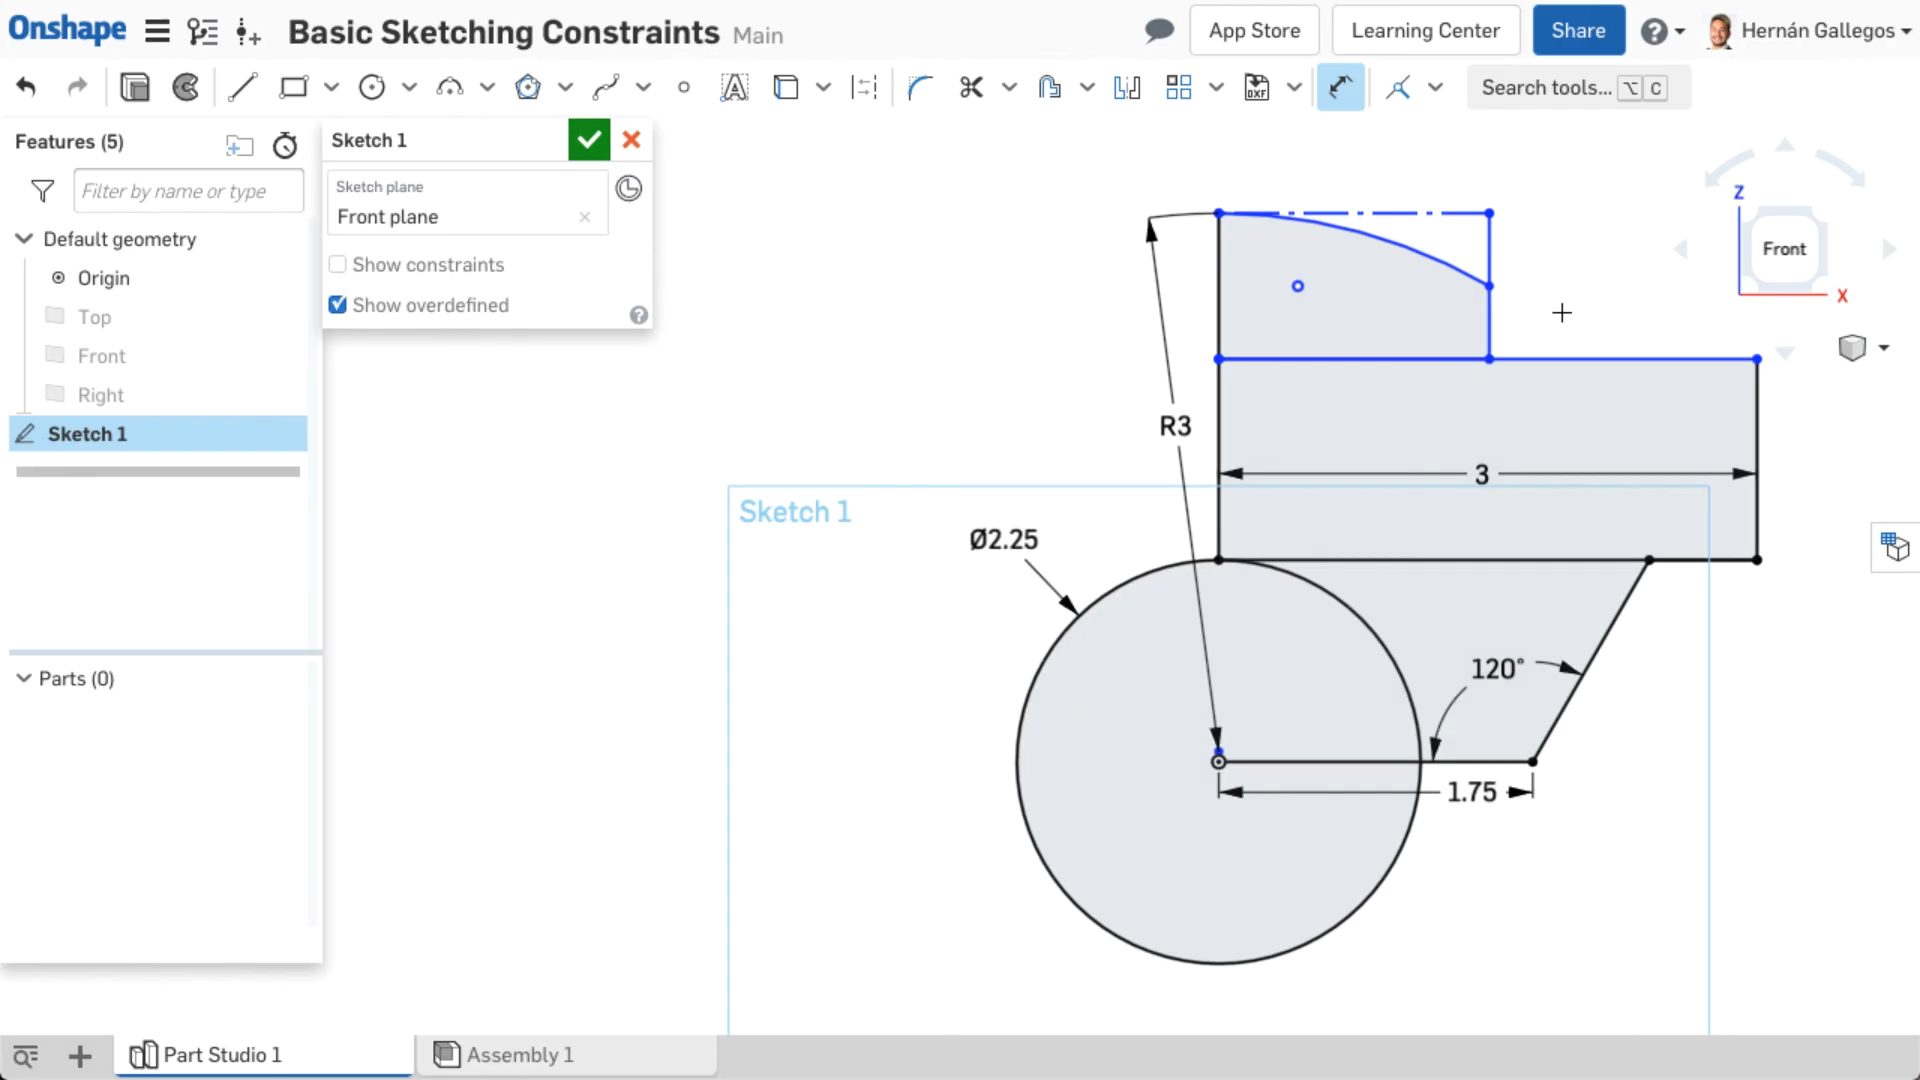 Onshape
Basic Sketching Constraints Main
App Store
Learning Center
Share
Hernán Gallegos
DXF
Search tools... ⌥ C
Features (5)
Filter by name or type
Default geometry
Origin
Top
Front
Right
Sketch 1
Parts (0)
Sketch 1
Sketch plane
Front plane
Show constraints
Show overdefined
Z
Front
X
R3
3
Sketch 1
Ø2.25
120°
1.75
Part Studio 1
Assembly 1